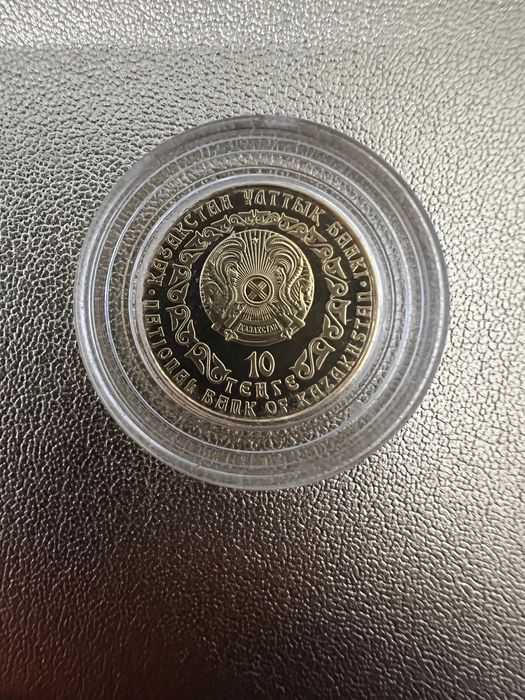 ҚАЗАҚСТАН ҰЛТТЫҚ БАНКІ
ҚАЗАҚСТАН
10
ТЕҢГЕ
NATIONAL BANK OF KAZAKHSTAN